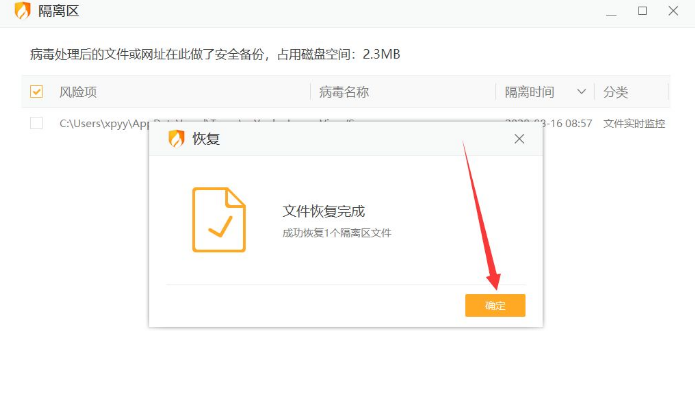 隔离区
病毒处理后的文件或网址在此做了安全备份，占用磁盘空间：2.3MB
风险项 病毒名称 隔离时间 分类
C:\Users\xpyy\App 16 08:57 文件实时监控
恢复
文件恢复完成
成功恢复1个隔离区文件
确定